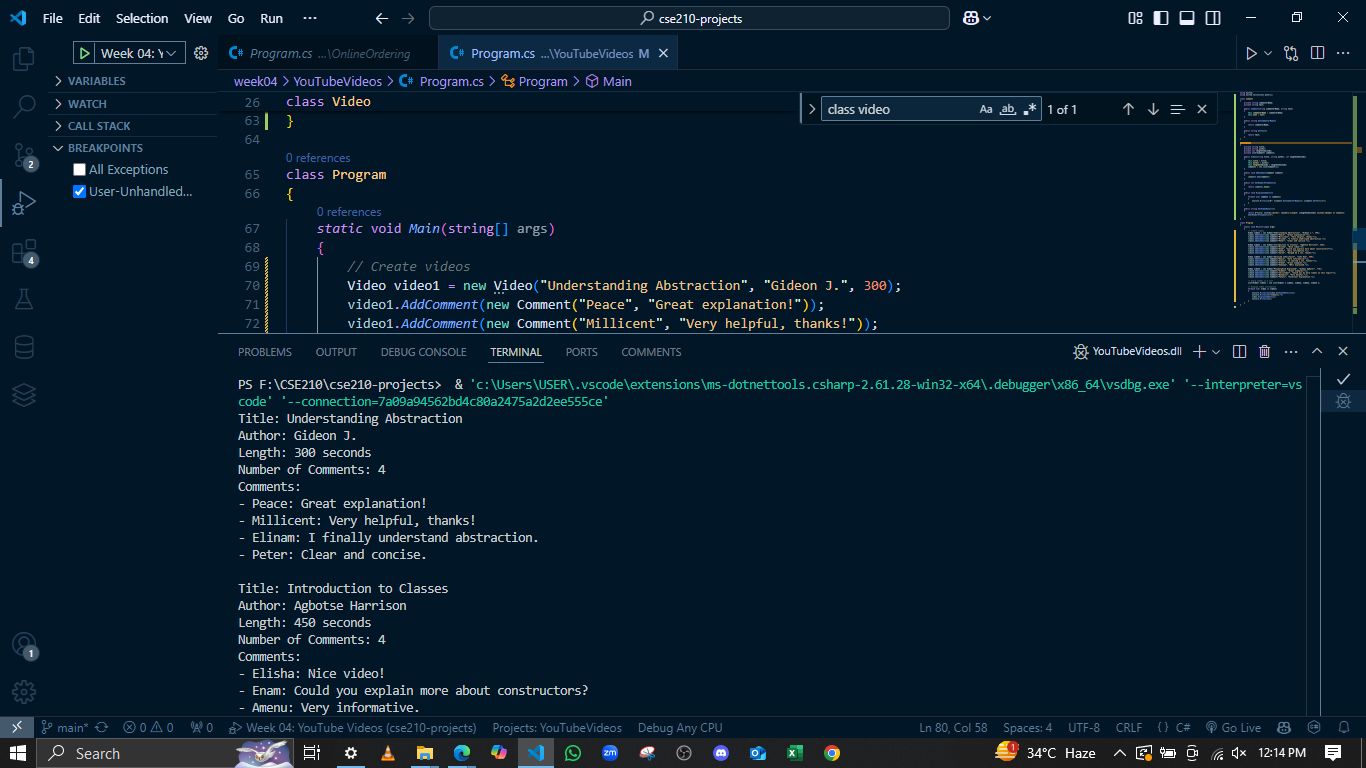 File Edit Selection View Go Run ··· cse210-projects
Week 04: Y Program.cs ...\OnlineOrdering Program.cs ...\YouTubeVideos M
VARIABLES
WATCH
CALL STACK
BREAKPOINTS
All Exceptions
User-Unhandled...
2
4
1
week04 > YouTubeVideos > Program.cs > Program > Main
class video Aa ab 1 of 1
26 class Video
63 }
64
0 references
65 class Program
66 {
0 references
67 static void Main(string[] args)
68 {
69 // Create videos
70 Video video1 = new Video("Understanding Abstraction", "Gideon J.", 300);
71 video1.AddComment(new Comment("Peace", "Great explanation!"));
72 video1.AddComment(new Comment("Millicent", "Very helpful, thanks!"));
PROBLEMS OUTPUT DEBUG CONSOLE TERMINAL PORTS COMMENTS YouTubeVideos.dll
PS F:\CSE210\cse210-projects> & 'c:\Users\USER\.vscode\extensions\ms-dotnettools.csharp-2.61.28-win32-x64\.debugger\x86_64\vsdbg.exe' '--interpreter=vs
code' '--connection=7a09a94562bd4c80a2475a2d2ee555ce'
Title: Understanding Abstraction
Author: Gideon J.
Length: 300 seconds
Number of Comments: 4
Comments:
- Peace: Great explanation!
- Millicent: Very helpful, thanks!
- Elinam: I finally understand abstraction.
- Peter: Clear and concise.
Title: Introduction to Classes
Author: Agbotse Harrison
Length: 450 seconds
Number of Comments: 4
Comments:
- Elisha: Nice video!
- Enam: Could you explain more about constructors?
- Amenu: Very informative.
main* 0 0 0 Week 04: YouTube Videos (cse210-projects) Projects: YouTubeVideos Debug Any CPU Ln 80, Col 58 Spaces: 4 UTF-8 CRLF { } C# Go Live
Search 1 34°C Haze 12:14 PM